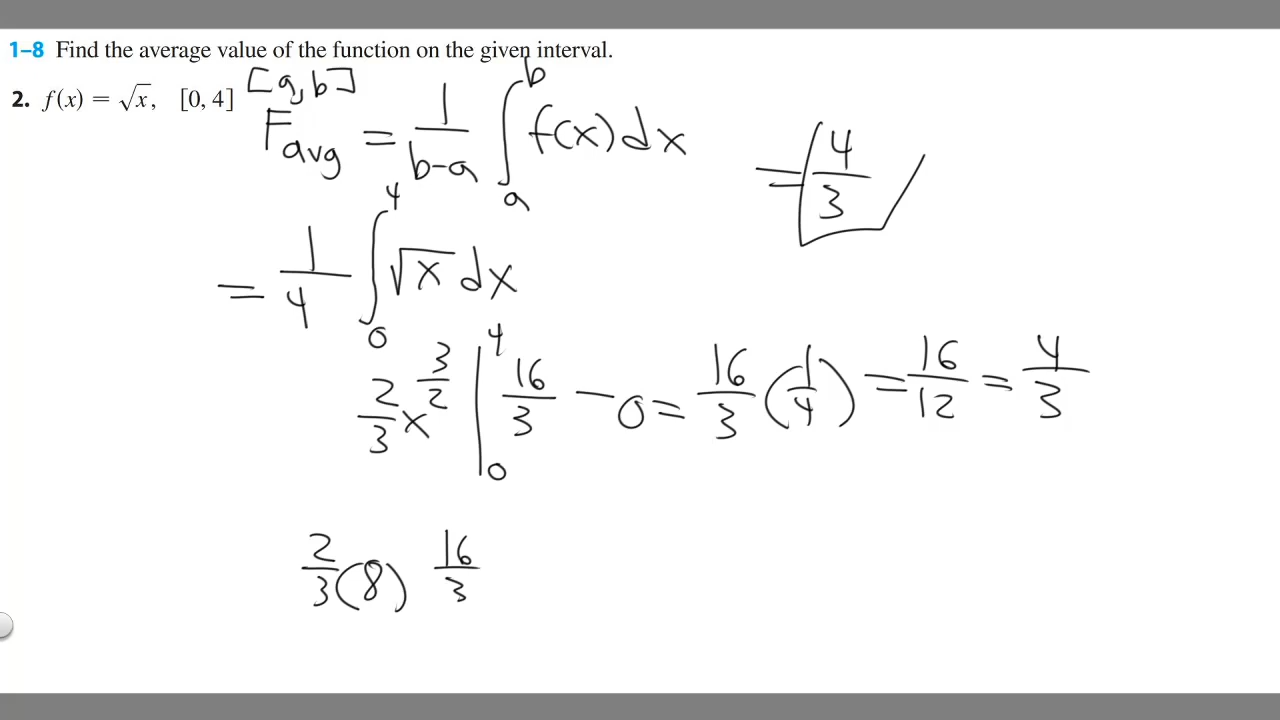 1–8 Find the average value of the function on the given interval.
2. f(x) = √x, [0, 4] [a, b]
F avg = 1/(b-a) ∫_a^b f(x) dx
= 4/3
= 1/4 ∫_0^4 √x dx
2/3 x^(3/2) |_0^4 16/3 - 0 = 16/3 (1/4) = 16/12 = 4/3
2/3 (8) 16/3